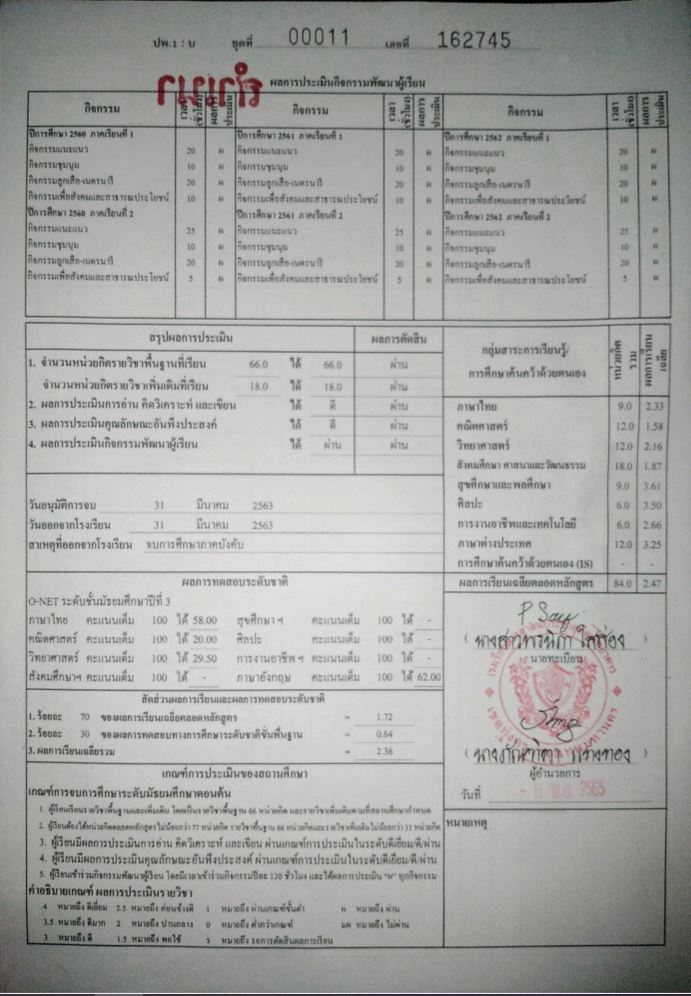 ปพ.1 : บ ชุดที่ 00011 เลขที่ 162745
ผลการประเมินกิจกรรมพัฒนาผู้เรียน
กิจกรรม เวลา (ชั่วโมง) ผลการประเมิน กิจกรรม เวลา (ชั่วโมง) ผลการประเมิน กิจกรรม เวลา (ชั่วโมง) ผลการประเมิน
ปีการศึกษา 2560 ภาคเรียนที่ 1 ปีการศึกษา 2561 ภาคเรียนที่ 1 ปีการศึกษา 2562 ภาคเรียนที่ 1
กิจกรรมแนะแนว 20 ผ กิจกรรมแนะแนว 20 ผ กิจกรรมแนะแนว 20 ผ
กิจกรรมชุมนุม 10 ผ กิจกรรมชุมนุม 10 ผ กิจกรรมชุมนุม 10 ผ
กิจกรรมลูกเสือ-เนตรนารี 20 ผ กิจกรรมลูกเสือ-เนตรนารี 20 ผ กิจกรรมลูกเสือ-เนตรนารี 20 ผ
กิจกรรมเพื่อสังคมและสาธารณประโยชน์ 10 ผ กิจกรรมเพื่อสังคมและสาธารณประโยชน์ 10 ผ กิจกรรมเพื่อสังคมและสาธารณประโยชน์ 10 ผ
ปีการศึกษา 2560 ภาคเรียนที่ 2 ปีการศึกษา 2561 ภาคเรียนที่ 2 ปีการศึกษา 2562 ภาคเรียนที่ 2
กิจกรรมแนะแนว 25 ผ กิจกรรมแนะแนว 25 ผ กิจกรรมแนะแนว 25 ผ
กิจกรรมชุมนุม 10 ผ กิจกรรมชุมนุม 10 ผ กิจกรรมชุมนุม 10 ผ
กิจกรรมลูกเสือ-เนตรนารี 20 ผ กิจกรรมลูกเสือ-เนตรนารี 20 ผ กิจกรรมลูกเสือ-เนตรนารี 20 ผ
กิจกรรมเพื่อสังคมและสาธารณประโยชน์ 5 ผ กิจกรรมเพื่อสังคมและสาธารณประโยชน์ 5 ผ กิจกรรมเพื่อสังคมและสาธารณประโยชน์ 5 ผ
สรุปผลการประเมิน ผลการตัดสิน
1. จำนวนหน่วยกิตรายวิชาพื้นฐานที่เรียน 66.0 ได้ 66.0 ผ่าน
จำนวนหน่วยกิตรายวิชาเพิ่มเติมที่เรียน 18.0 ได้ 18.0 ผ่าน
2. ผลการประเมินการอ่าน คิดวิเคราะห์ และเขียน ได้ ดี ผ่าน
3. ผลการประเมินคุณลักษณะอันพึงประสงค์ ได้ ดี ผ่าน
4. ผลการประเมินกิจกรรมพัฒนาผู้เรียน ได้ ผ่าน ผ่าน
วันอนุมัติการจบ 31 มีนาคม 2563
วันออกจากโรงเรียน 31 มีนาคม 2563
สาเหตุที่ออกจากโรงเรียน จบการศึกษาภาคบังคับ
กลุ่มสาระการเรียนรู้/ หน่วยกิตรวม ผลการเรียนเฉลี่ย
การศึกษาค้นคว้าด้วยตนเอง
ภาษาไทย 9.0 2.33
คณิตศาสตร์ 12.0 1.58
วิทยาศาสตร์ 12.0 2.16
สังคมศึกษา ศาสนาและวัฒนธรรม 18.0 1.87
สุขศึกษาและพลศึกษา 9.0 3.61
ศิลปะ 6.0 3.50
การงานอาชีพและเทคโนโลยี 6.0 2.66
ภาษาต่างประเทศ 12.0 3.25
การศึกษาค้นคว้าด้วยตนเอง (IS) - -
ผลการเรียนเฉลี่ยตลอดหลักสูตร 84.0 2.47
ผลการทดสอบระดับชาติ
O-NET ระดับชั้นมัธยมศึกษาปีที่ 3
ภาษาไทย คะแนนเต็ม 100 ได้ 58.00 สุขศึกษา ฯ คะแนนเต็ม 100 ได้ -
คณิตศาสตร์ คะแนนเต็ม 100 ได้ 20.00 ศิลปะ คะแนนเต็ม 100 ได้ -
วิทยาศาสตร์ คะแนนเต็ม 100 ได้ 29.50 การงานอาชีพ ฯ คะแนนเต็ม 100 ได้ -
สังคมศึกษาฯ คะแนนเต็ม 100 ได้ - ภาษาอังกฤษ คะแนนเต็ม 100 ได้ 62.00
สัดส่วนผลการเรียนและผลการทดสอบระดับชาติ
1. ร้อยละ 70 ของผลการเรียนเฉลี่ยตลอดหลักสูตร = 1.72
2. ร้อยละ 30 ของผลการทดสอบทางการศึกษาระดับชาติขั้นพื้นฐาน = 0.64
3. ผลการเรียนเฉลี่ยรวม = 2.36
นายทะเบียน
ผู้อำนวยการ
วันที่
เกณฑ์การประเมินของสถานศึกษา
เกณฑ์การจบการศึกษาระดับมัธยมศึกษาตอนต้น
1. ผู้เรียนเรียนรายวิชาพื้นฐานและเพิ่มเติม โดยเป็นรายวิชาพื้นฐาน 66 หน่วยกิต และรายวิชาเพิ่มเติมตามที่สถานศึกษากำหนด
2. ผู้เรียนต้องได้หน่วยกิตตลอดหลักสูตรไม่น้อยกว่า 77 หน่วยกิต รายวิชาพื้นฐาน 66 หน่วยกิตและรายวิชาเพิ่มเติมไม่น้อยกว่า 11 หน่วยกิต
3. ผู้เรียนมีผลการประเมินการอ่าน คิดวิเคราะห์ และเขียน ผ่านเกณฑ์การประเมินในระดับดีเยี่ยม/ดี/ผ่าน
4. ผู้เรียนมีผลการประเมินคุณลักษณะอันพึงประสงค์ ผ่านเกณฑ์การประเมินในระดับดีเยี่ยม/ดี/ผ่าน
5. ผู้เรียนเข้าร่วมกิจกรรมพัฒนาผู้เรียน โดยมีเวลาเข้าร่วมกิจกรรมปีละ 120 ชั่วโมง และได้ผลการประเมิน "ผ" ทุกกิจกรรม
คำอธิบายเกณฑ์ ผลการประเมินรายวิชา
4 หมายถึง ดีเยี่ยม 2.5 หมายถึง ค่อนข้างดี 1 หมายถึง ผ่านเกณฑ์ขั้นต่ำ ผ หมายถึง ผ่าน
3.5 หมายถึง ดีมาก 2 หมายถึง ปานกลาง 0 หมายถึง ต่ำกว่าเกณฑ์ มผ หมายถึง ไม่ผ่าน
3 หมายถึง ดี 1.5 หมายถึง พอใช้ ร หมายถึง รอการตัดสินผลการเรียน
หมายเหตุ